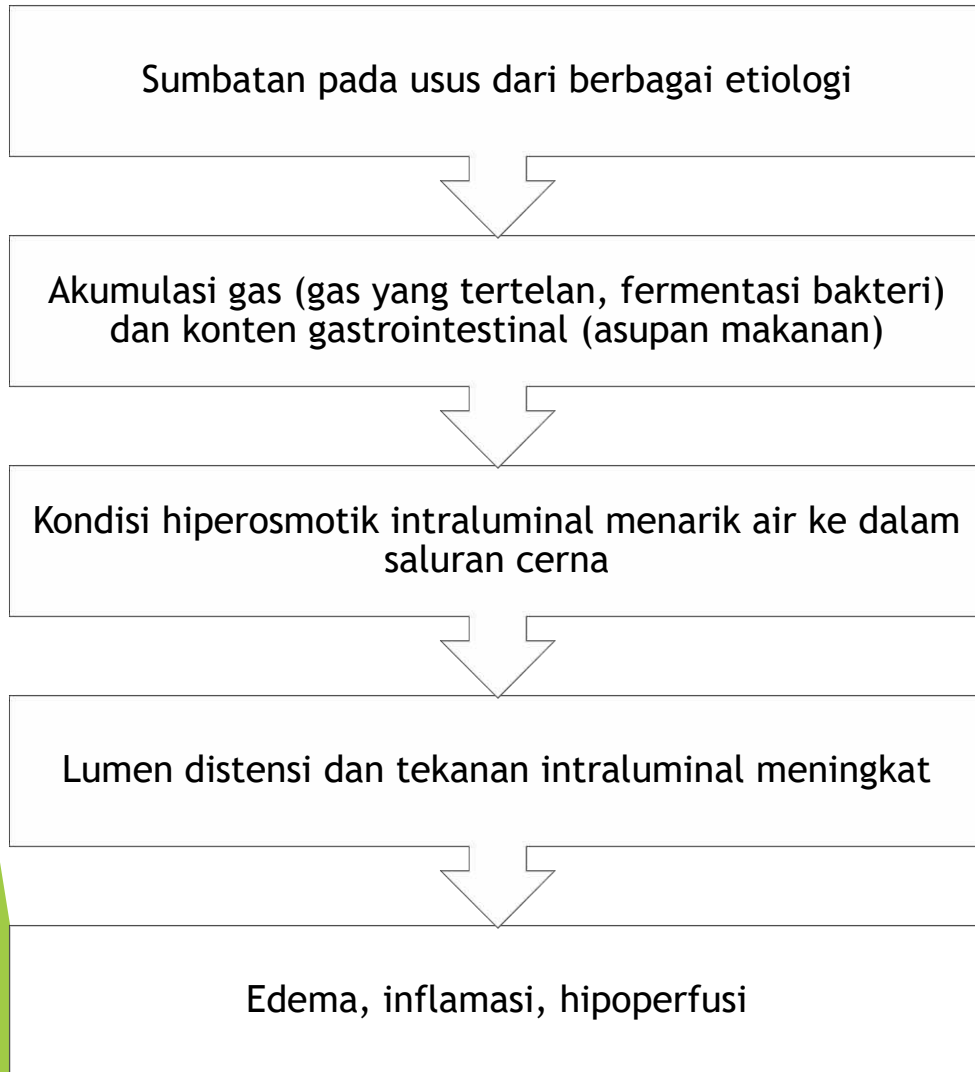 Sumbatan pada usus dari berbagai etiologi
Akumulasi gas (gas yang tertelan, fermentasi bakteri)
dan konten gastrointestinal (asupan makanan)
Kondisi hiperosmotik intraluminal menarik air ke dalam
saluran cerna
Lumen distensi dan tekanan intraluminal meningkat
Edema, inflamasi, hipoperfusi